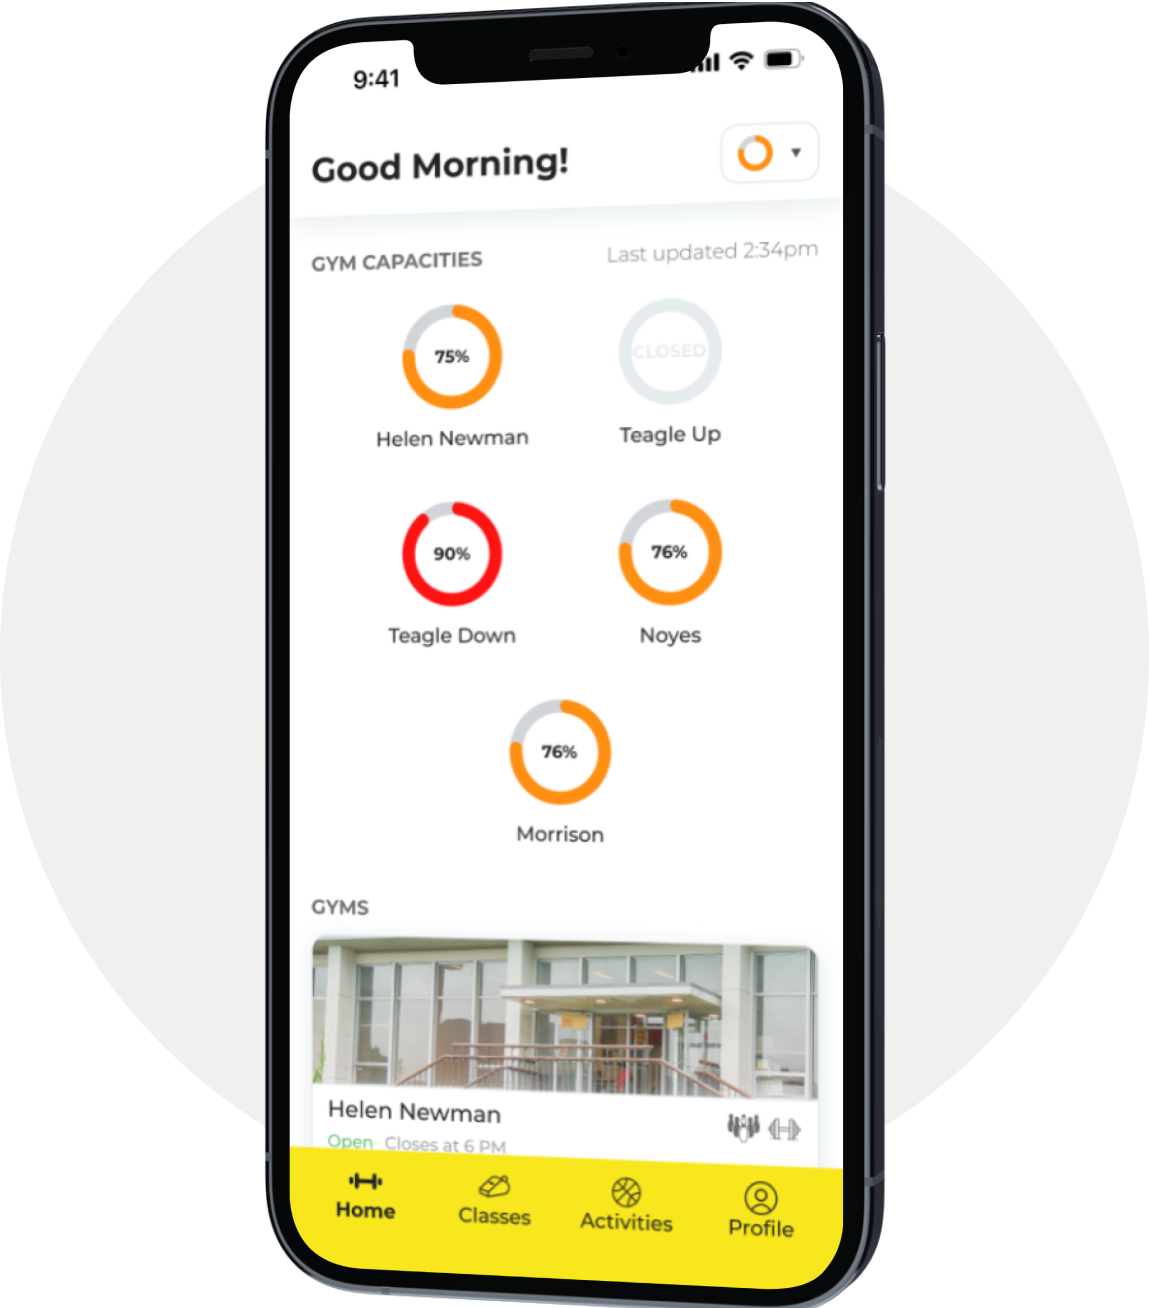 9:41
Good Morning!
GYM CAPACITIES
Last updated 2:34pm
75%
CLOSED
Helen Newman
Teagle Up
90%
76%
Teagle Down
Noyes
76%
Morrison
GYMS
Helen Newman
Open Closes at 6 PM
Home
Classes
Activities
Profile